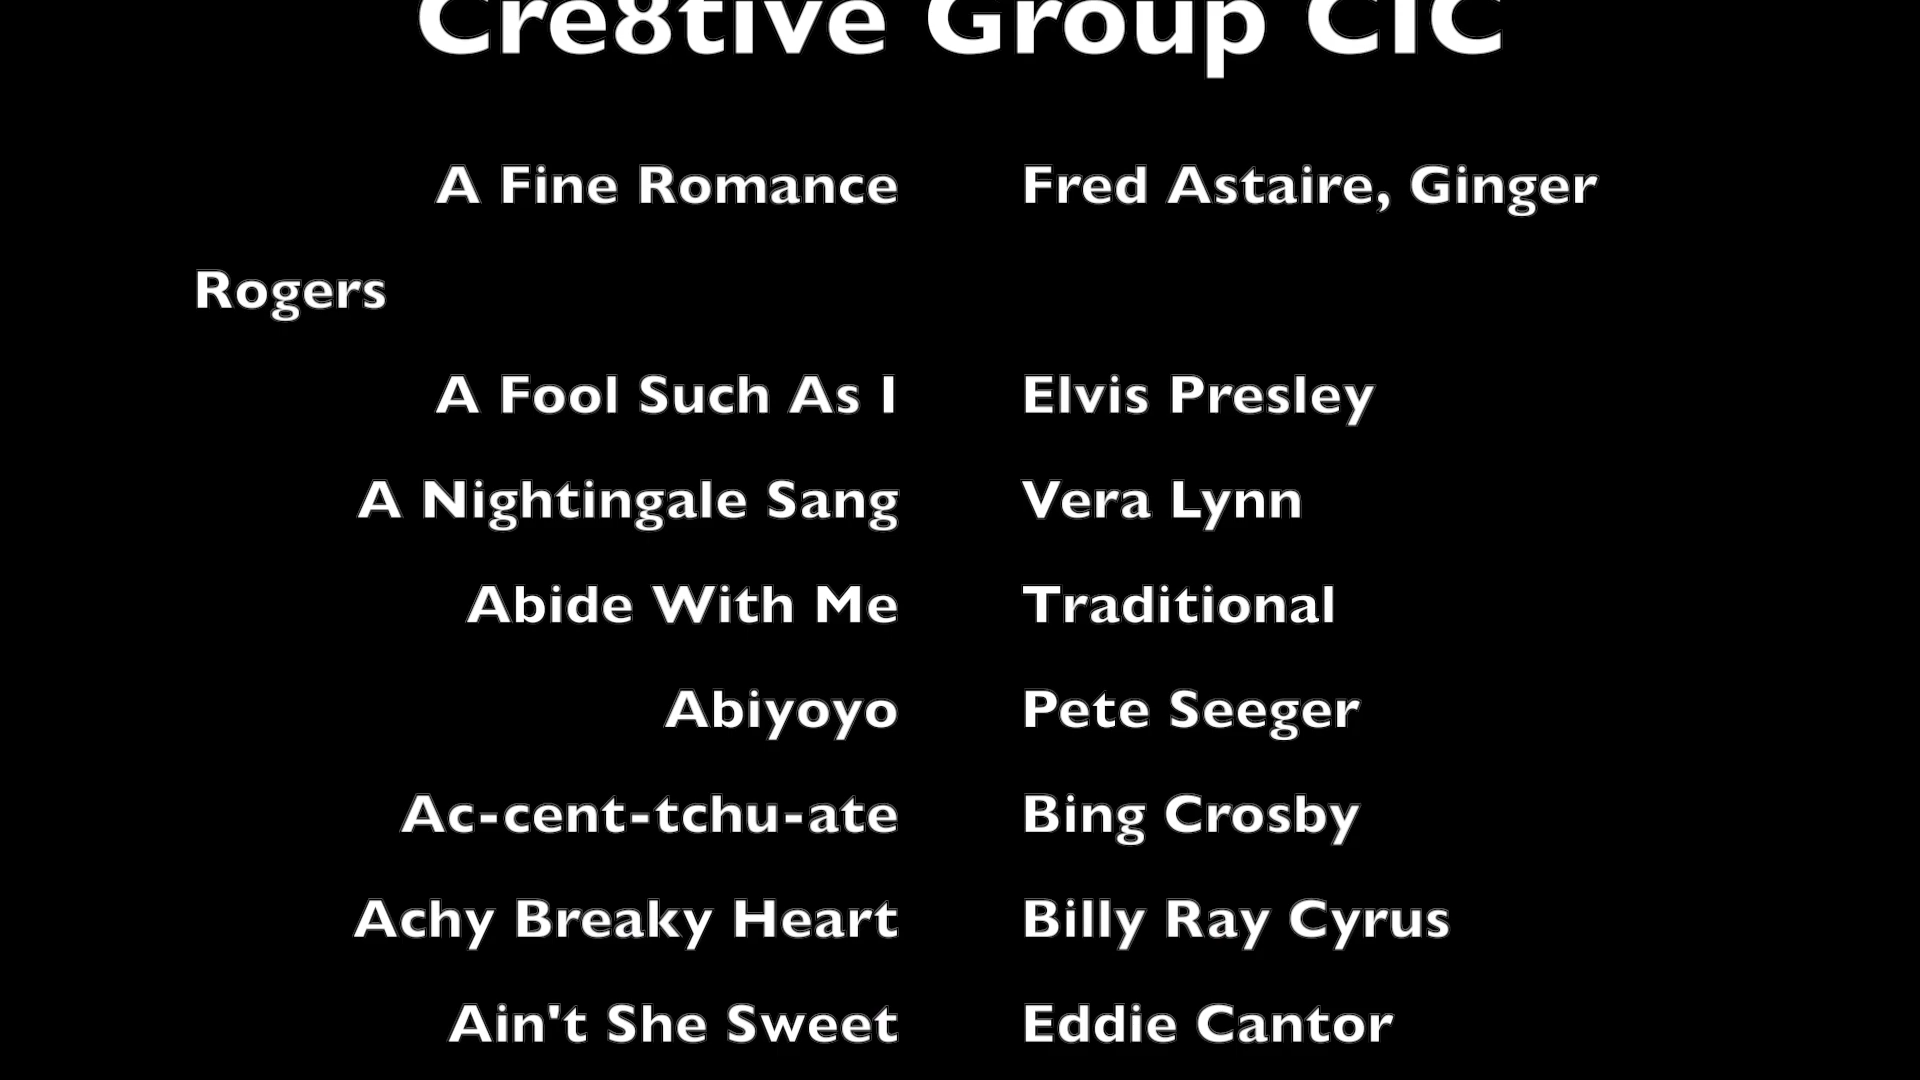 Cre8tive Group CIC
A Fine Romance Fred Astaire, Ginger
Rogers
A Fool Such As I Elvis Presley
A Nightingale Sang Vera Lynn
Abide With Me Traditional
Abiyoyo Pete Seeger
Ac-cent-tchu-ate Bing Crosby
Achy Breaky Heart Billy Ray Cyrus
Ain't She Sweet Eddie Cantor